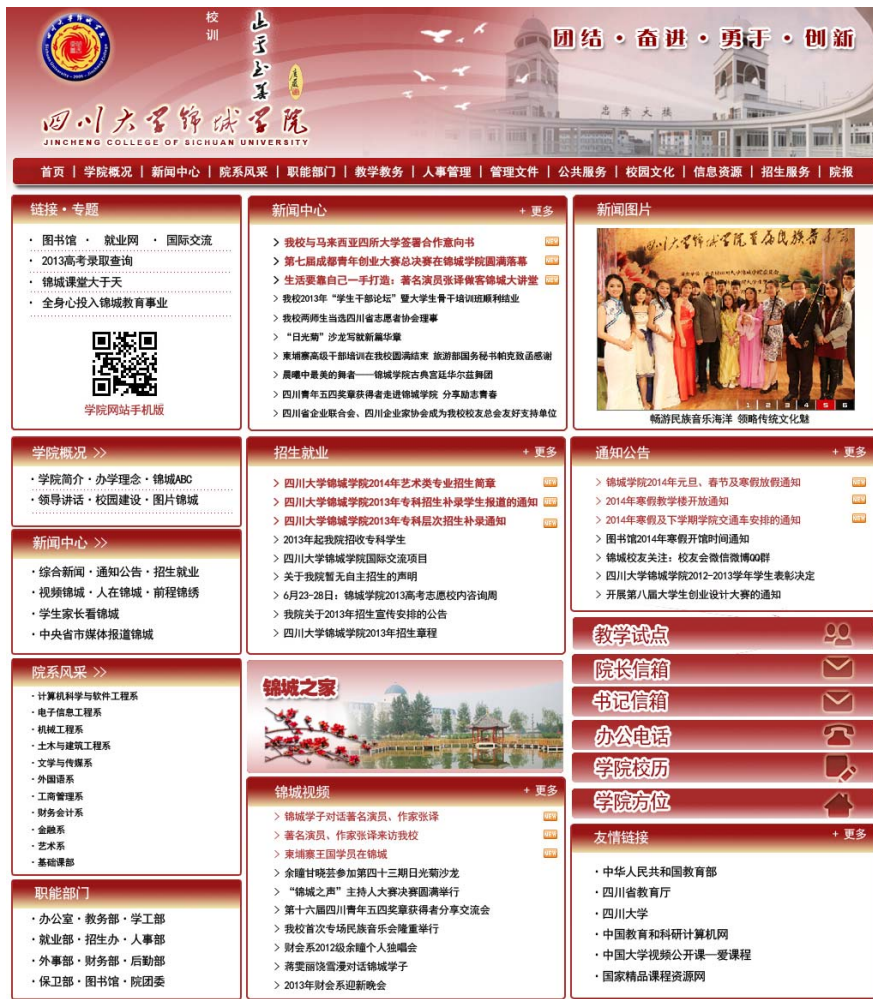 校训
止于至善
团结·奋进·勇于·创新
忠孝大楼
四川大学锦城学院
JINCHENG COLLEGE OF SICHUAN UNIVERSITY
首页 | 学院概况 | 新闻中心 | 院系风采 | 职能部门 | 教学教务 | 人事管理 | 管理文件 | 公共服务 | 校园文化 | 信息资源 | 招生服务 | 院报
链接·专题
· 图书馆 · 就业网 · 国际交流
· 2013高考录取查询
· 锦城课堂大于天
· 全身心投入锦城教育事业
学院网站手机版
新闻中心 + 更多
> 我校与马来西亚四所大学签署合作意向书 NEW
> 第七届成都青年创业大赛总决赛在锦城学院圆满落幕 NEW
> 生活要靠自己一手打造：著名演员张译做客锦城大讲堂 NEW
> 我校2013年“学生干部论坛”暨大学生骨干培训班顺利结业
> 我校两师生当选四川省志愿者协会理事
> “日光菊”沙龙写就新篇华章
> 柬埔寨高级干部培训在我校圆满结束 旅游部国务秘书帕克致函感谢
> 晨曦中最美的舞者——锦城学院古典宫廷华尔兹舞团
> 四川青年五四奖章获得者走进锦城学院 分享励志青春
> 四川省企业联合会、四川企业家协会成为我校校友总会友好支持单位
新闻图片
1 2 3 4 5 6
畅游民族音乐海洋 领略传统文化魅
学院概况 >>
·学院简介·办学理念·锦城ABC
·领导讲话·校园建设·图片锦城
新闻中心 >>
·综合新闻·通知公告·招生就业
·视频锦城·人在锦城·前程锦绣
·学生家长看锦城
·中央省市媒体报道锦城
招生就业 + 更多
> 四川大学锦城学院2014年艺术类专业招生简章 NEW
> 四川大学锦城学院2013年专科招生补录学生报道的通知 NEW
> 四川大学锦城学院2013年专科层次招生补录通知 NEW
> 2013年起我院招收专科学生
> 四川大学锦城学院国际交流项目
> 关于我院暂无自主招生的声明
> 6月23-28日：锦城学院2013高考志愿校内咨询周
> 我院关于2013年招生宣传安排的公告
> 四川大学锦城学院2013年招生章程
通知公告 + 更多
> 锦城学院2014年元旦、春节及寒假放假通知 NEW
> 2014年寒假教学楼开放通知 NEW
> 2014年寒假及下学期学院交通车安排的通知 NEW
> 图书馆2014年寒假开馆时间通知
> 锦城校友关注：校友会微信微博QQ群
> 四川大学锦城学院2012-2013学年学生表彰决定
> 开展第八届大学生创业设计大赛的通知
教学试点
院长信箱
书记信箱
办公电话
学院校历
学院方位
院系风采 >>
·计算机科学与软件工程系
·电子信息工程系
·机械工程系
·土木与建筑工程系
·文学与传媒系
·外国语系
·工商管理系
·财务会计系
·金融系
·艺术系
·基础课部
锦城之家
锦城视频 + 更多
> 锦城学子对话著名演员、作家张译 NEW
> 著名演员、作家张译来访我校 NEW
> 柬埔寨王国学员在锦城 NEW
> 余瞳甘晓芸参加第四十三期日光菊沙龙
> “锦城之声”主持人大赛决赛圆满举行
> 第十六届四川青年五四奖章获得者分享交流会
> 我校首次专场民族音乐会隆重举行
> 财会系2012级余瞳个人独唱会
> 蒋雯丽饶雪漫对话锦城学子
> 2013年财会系迎新晚会
职能部门
·办公室·教务部·学工部
·就业部·招生办·人事部
·外事部·财务部·后勤部
·保卫部·图书馆·院团委
友情链接 + 更多
·中华人民共和国教育部
·四川省教育厅
·四川大学
·中国教育和科研计算机网
·中国大学视频公开课—爱课程
·国家精品课程资源网